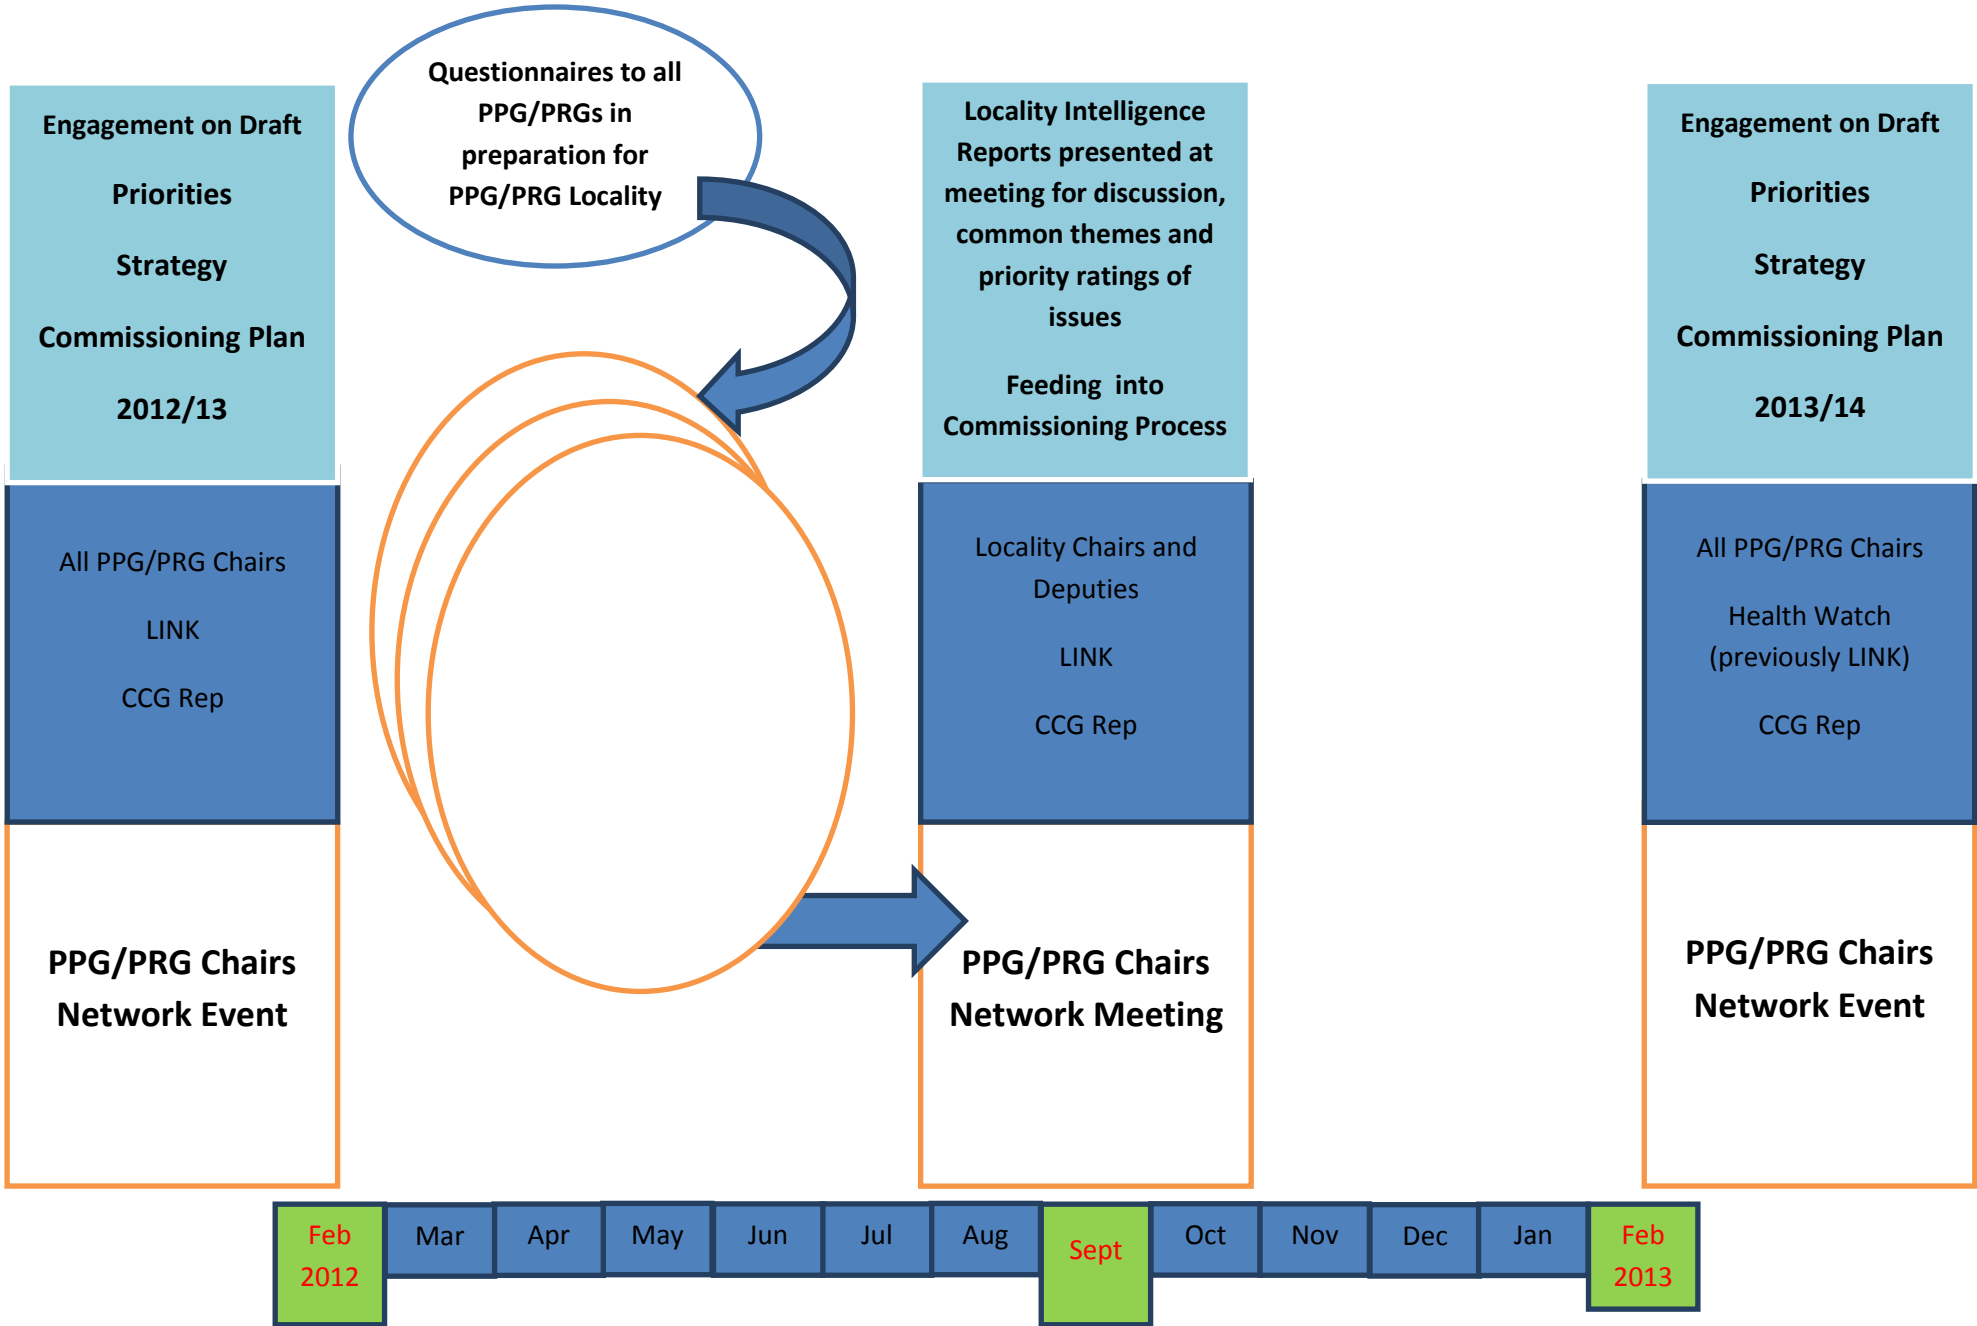 Engagement on Draft
Priorities
Strategy
Commissioning Plan
2012/13
All PPG/PRG Chairs
LINK
CCG Rep
PPG/PRG Chairs
Network Event
Questionnaires to all
PPG/PRGs in
preparation for
PPG/PRG Locality
Locality Intelligence
Reports presented at
meeting for discussion,
common themes and
priority ratings of
issues
Feeding into
Commissioning Process
Locality Chairs and
Deputies
LINK
CCG Rep
PPG/PRG Chairs
Network Meeting
Engagement on Draft
Priorities
Strategy
Commissioning Plan
2013/14
All PPG/PRG Chairs
Health Watch
(previously LINK)
CCG Rep
PPG/PRG Chairs
Network Event
Feb
2012
Mar
Apr
May
Jun
Jul
Aug
Sept
Oct
Nov
Dec
Jan
Feb
2013